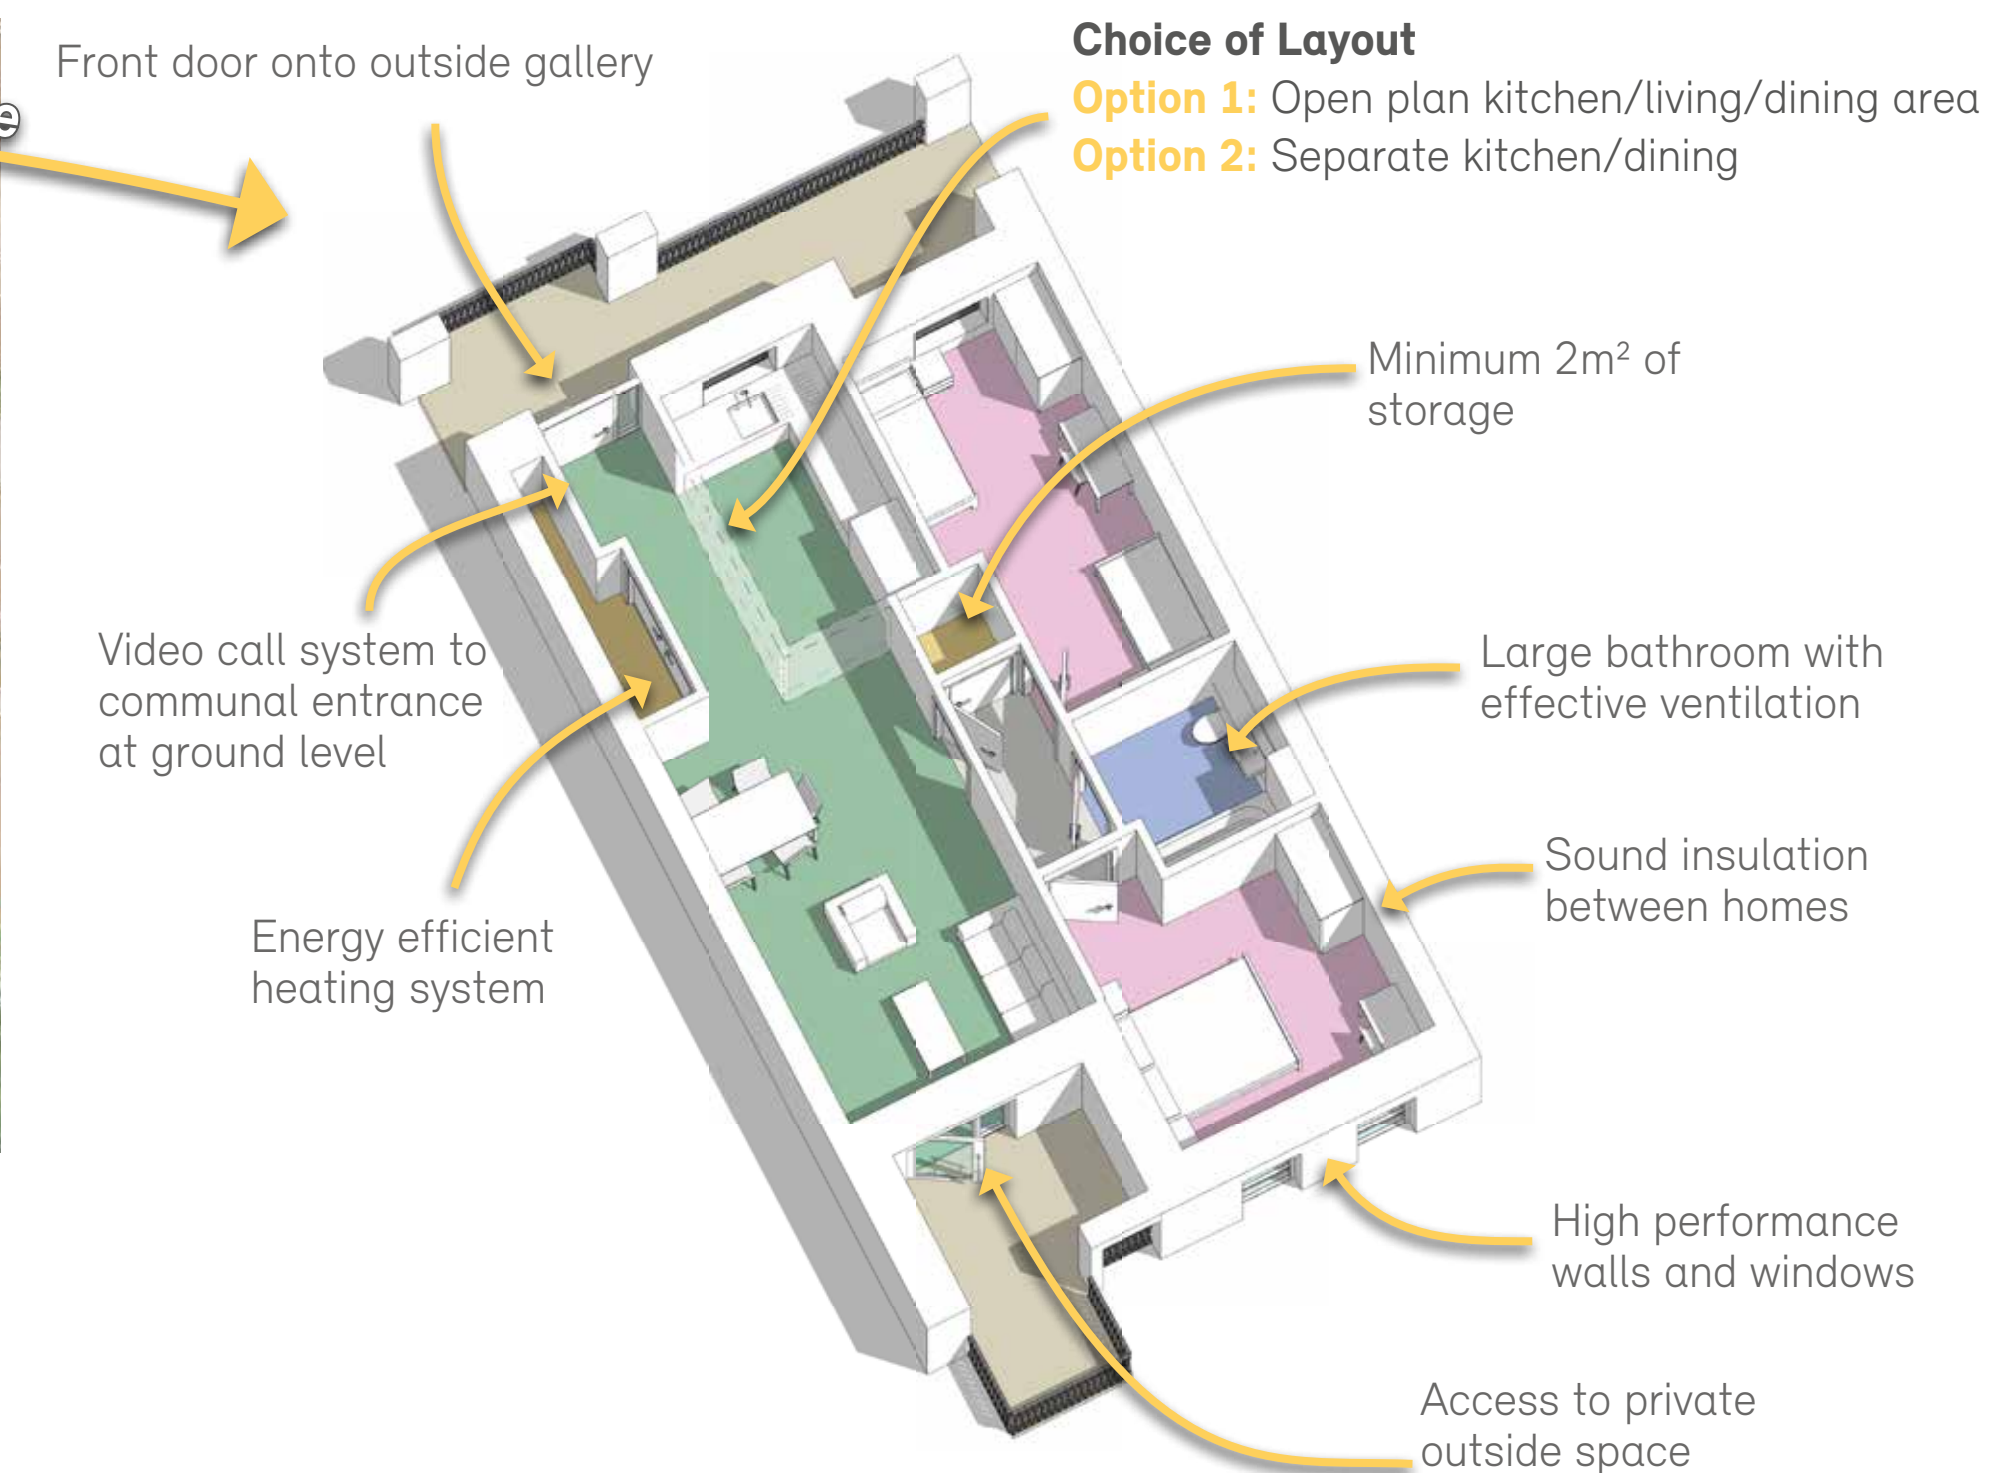 Front door onto outside gallery
e
Choice of Layout
Option 1: Open plan kitchen/living/dining area
Option 2: Separate kitchen/dining
Minimum 2m² of
storage
Video call system to
communal entrance
at ground level
Large bathroom with
effective ventilation
Energy efficient
heating system
Sound insulation
between homes
High performance
walls and windows
Access to private
outside space